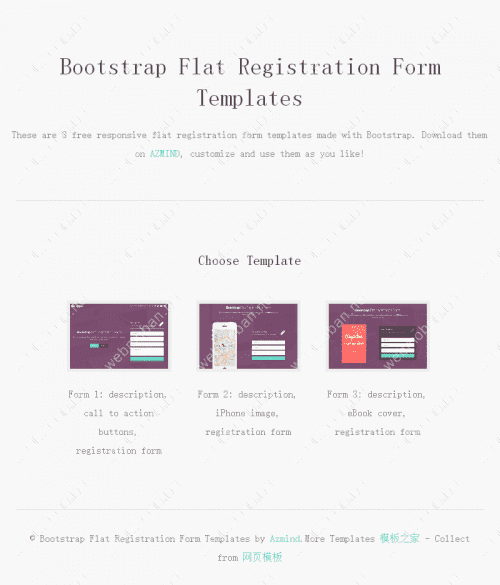 Bootstrap Flat Registration Form
Templates
These are 3 free responsive flat registration form templates made with Bootstrap. Download them
on AZMIND, customize and use them as you like!
Choose Template
Form 1: description,
call to action
buttons,
registration form
Form 2: description,
iPhone image,
registration form
Form 3: description,
eBook cover,
registration form
© Bootstrap Flat Registration Form Templates by Azmind.More Templates 模板之家 - Collect
from 网页模板